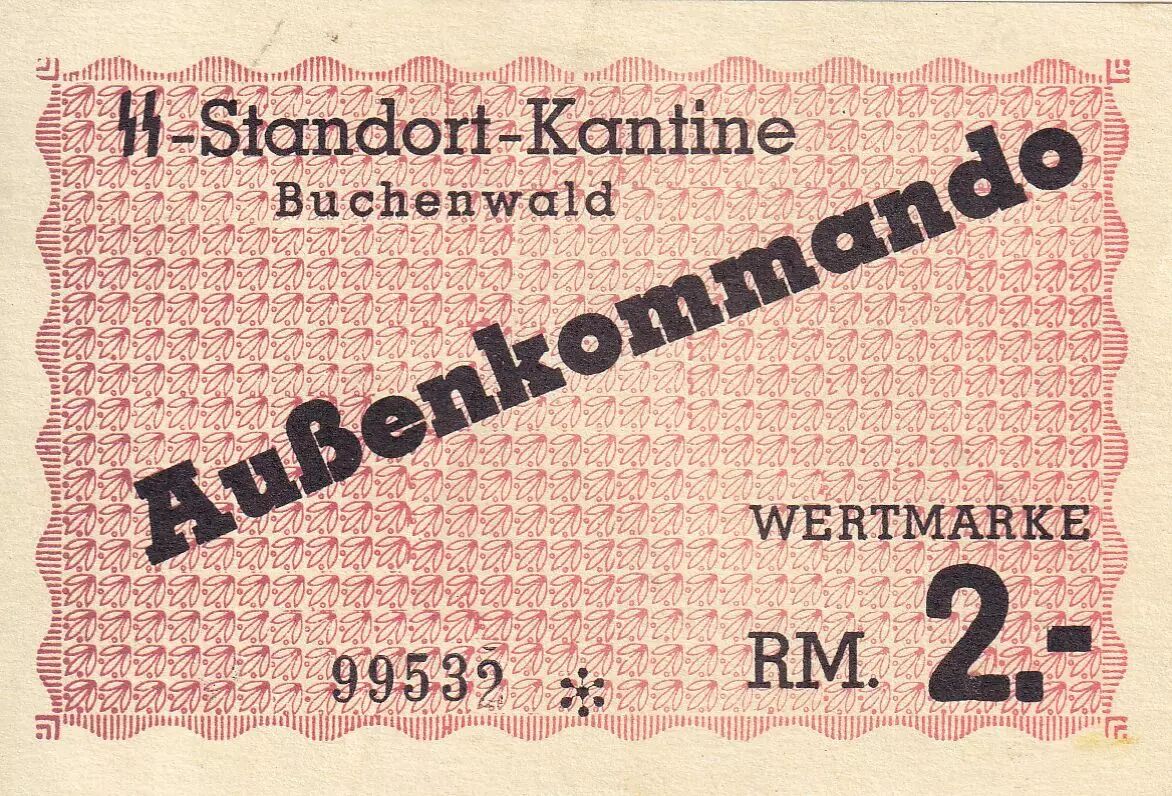 SS-Standort-Kantine
Buchenwald
Außenkommando
WERTMARKE
RM. 2.-
99532